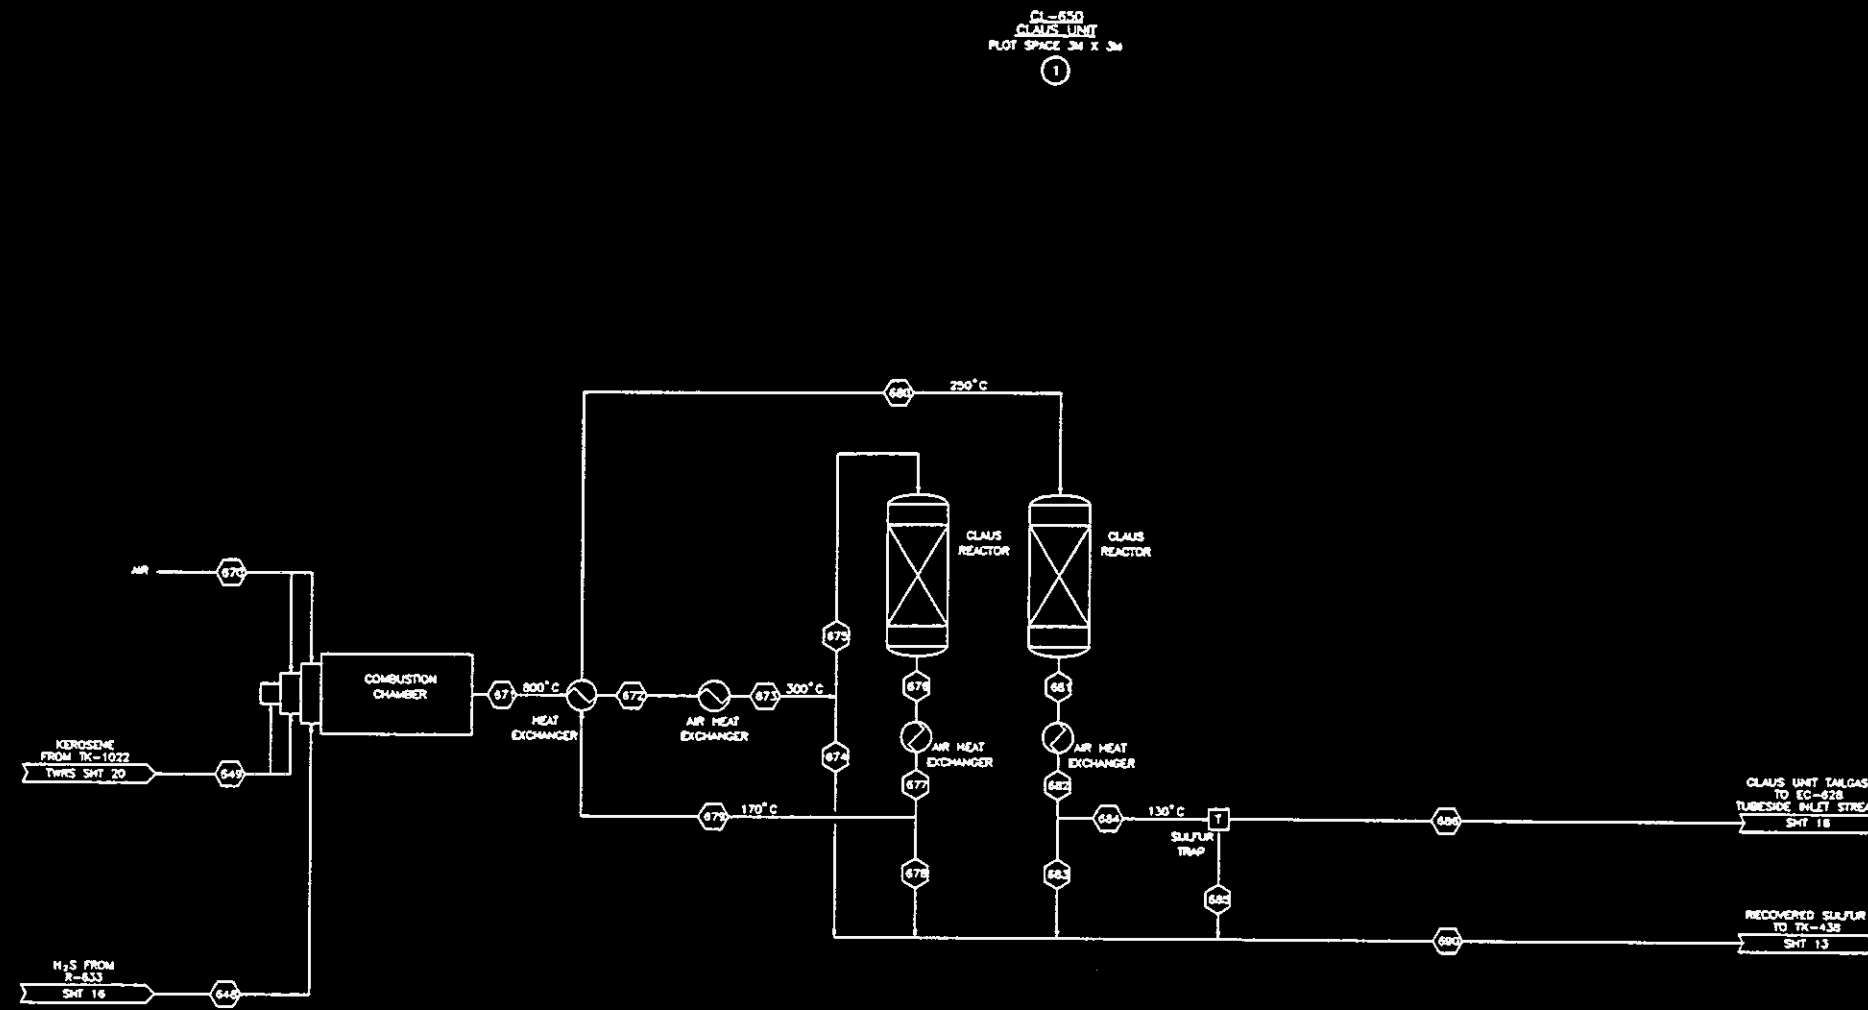 CL-650
CLAUS UNIT
PLOT SPACE 3M X 3M
1
680
250°C
CLAUS
REACTOR
CLAUS
REACTOR
AIR
670
675
COMBUSTION
CHAMBER
671
800°C
672
673
300°C
676
681
HEAT
EXCHANGER
AIR HEAT
EXCHANGER
AIR HEAT
EXCHANGER
AIR HEAT
EXCHANGER
KEROSENE
FROM TK-1022
TWRS SHT 20
649
674
677
682
679
170°C
684
130°C
T
SULFUR
TRAP
686
CLAUS UNIT TAILGAS
TO EC-628
TUBESIDE INLET STREA
SHT 16
678
683
685
690
RECOVERED SULFUR
TO TK-438
SHT 13
H₂S FROM
R-633
SHT 16
648